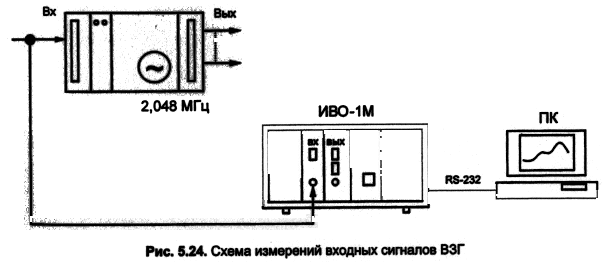 Вх
Вых
2,048 МГц
ИВО-1М
ПК
вх
вых
RS-232
Рис. 5.24. Схема измерений входных сигналов ВЗГ